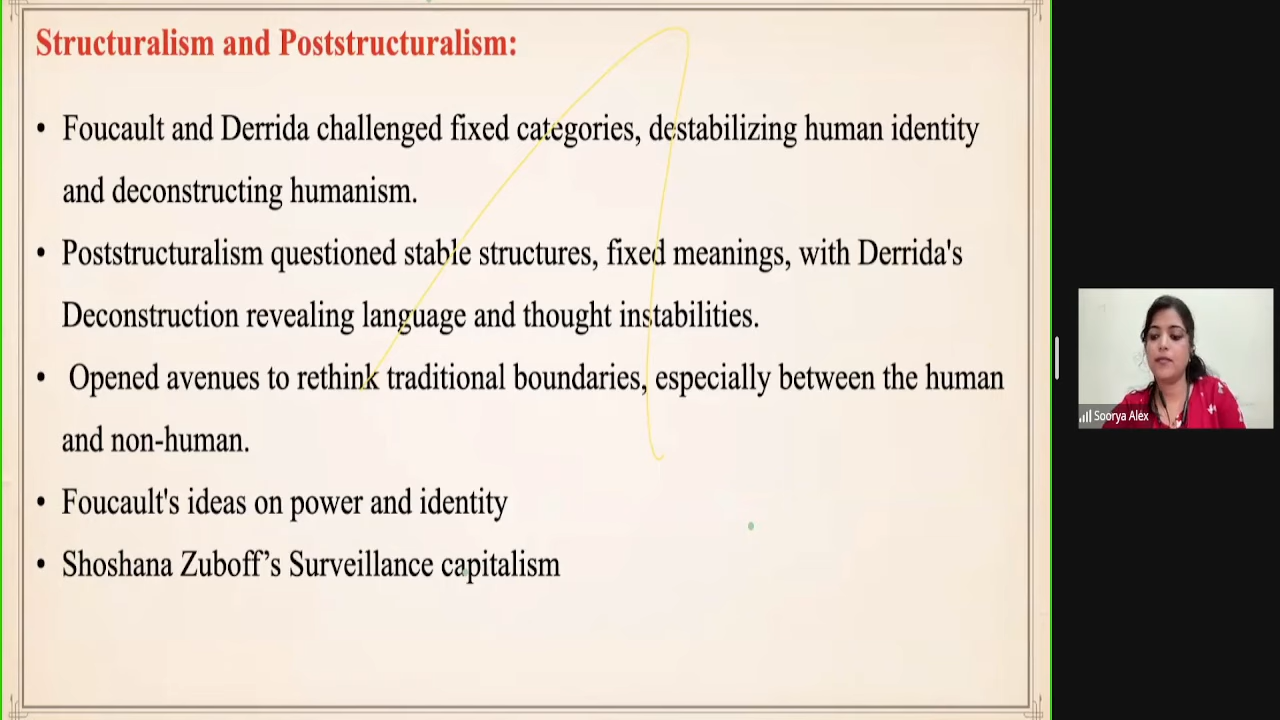 Structuralism and Poststructuralism:
• Foucault and Derrida challenged fixed categories, destabilizing human identity
and deconstructing humanism.
• Poststructuralism questioned stable structures, fixed meanings, with Derrida's
Deconstruction revealing language and thought instabilities.
• Opened avenues to rethink traditional boundaries, especially between the human
and non-human.
• Foucault's ideas on power and identity
• Shoshana Zuboff’s Surveillance capitalism
Soorya Alex